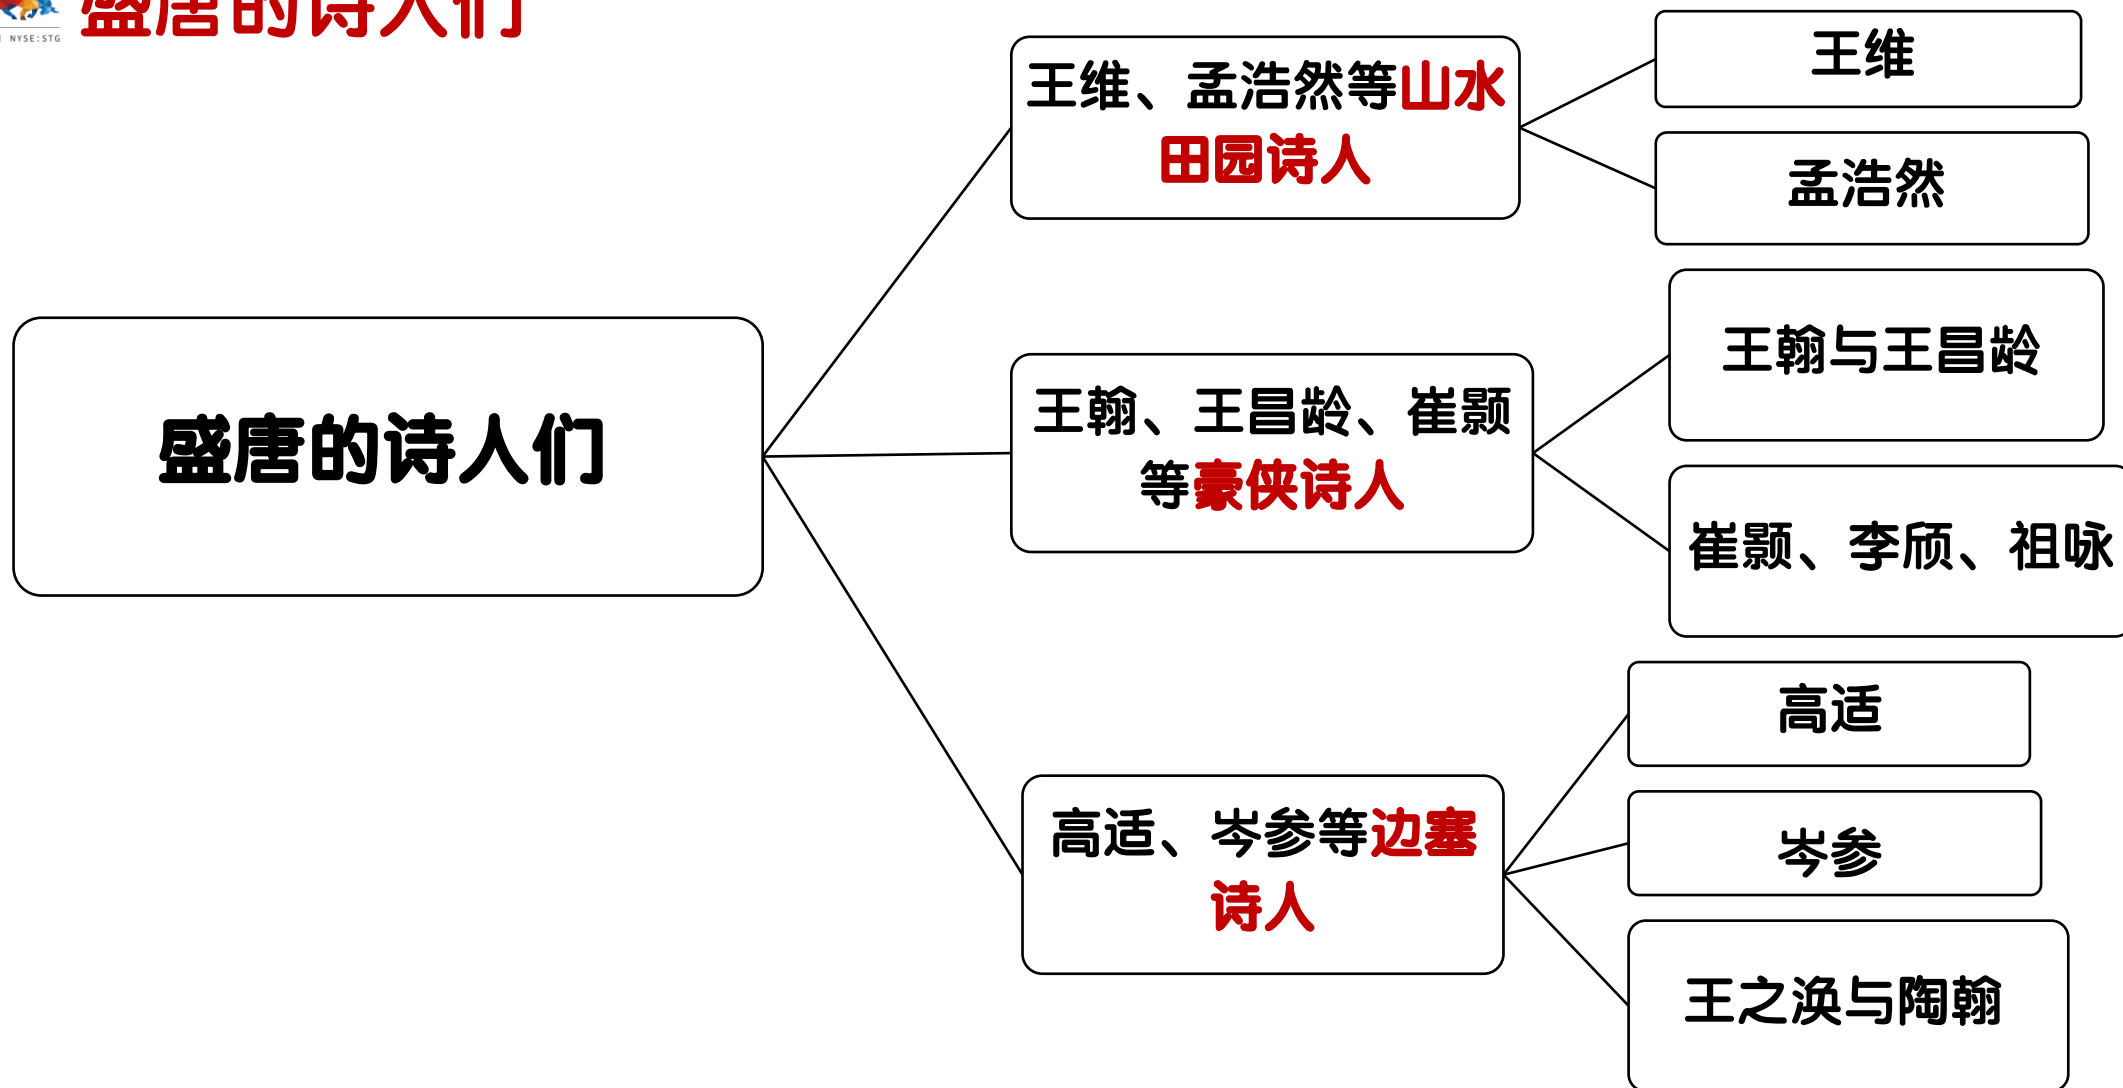 盛唐的诗人们
NYSE:STG
王维、孟浩然等山水
田园诗人
王维
孟浩然
盛唐的诗人们
王翰、王昌龄、崔颢
等豪侠诗人
王翰与王昌龄
崔颢、李颀、祖咏
高适、岑参等边塞
诗人
高适
岑参
王之涣与陶翰